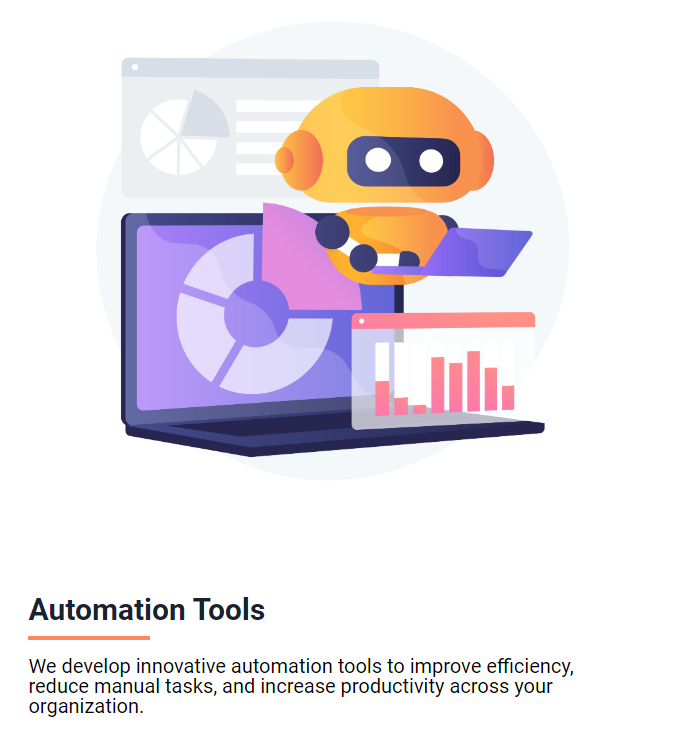 Automation Tools
We develop innovative automation tools to improve efficiency,
reduce manual tasks, and increase productivity across your
organization.